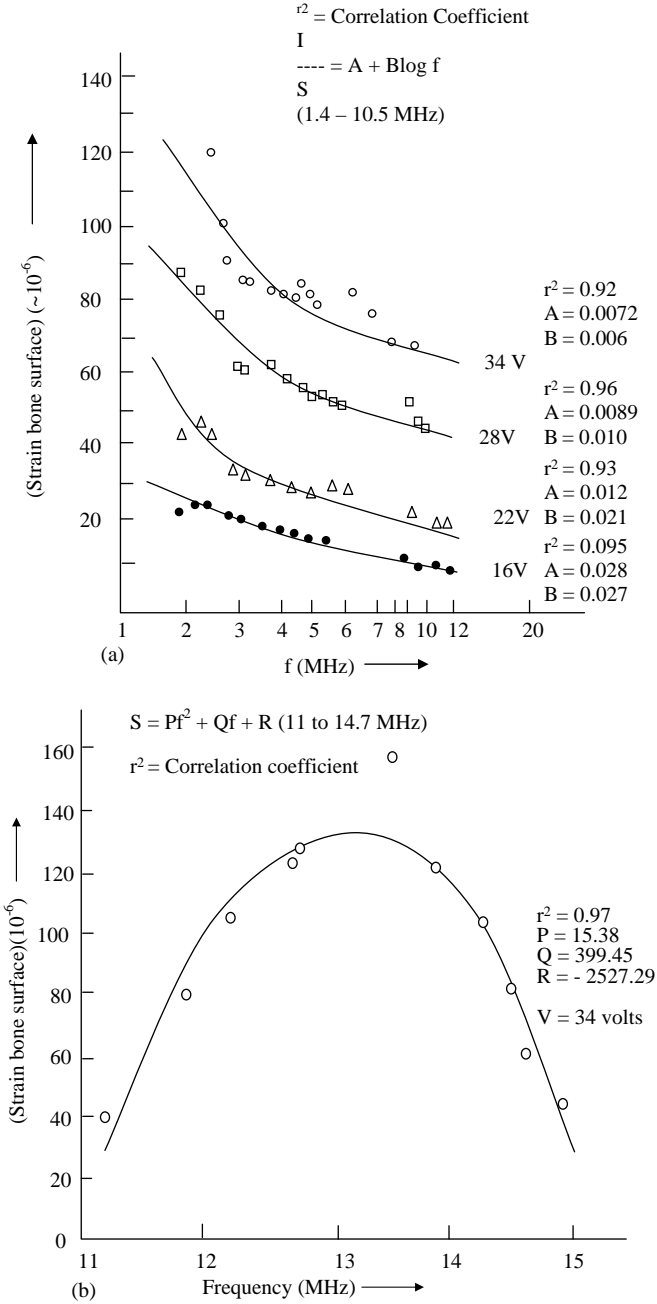 r² = Correlation Coefficient
I
---- = A + Blog f
S
(1.4 – 10.5 MHz)
140
120
100
80
60
40
20
(Strain bone surface) (~10⁻⁶)
r² = 0.92
A = 0.0072
B = 0.006
34 V
r² = 0.96
A = 0.0089
B = 0.010
28V
r² = 0.93
A = 0.012
B = 0.021
22V
r² = 0.095
A = 0.028
B = 0.027
16V
1 2 3 4 5 6 7 8 10 12 20
(a)
f (MHz)
S = Pf² + Qf + R (11 to 14.7 MHz)
r² = Correlation coefficient
160
140
120
100
80
60
40
20
0
(Strain bone surface)(10⁻⁶)
r² = 0.97
P = 15.38
Q = 399.45
R = - 2527.29
V = 34 volts
11 12 13 14 15
(b)
Frequency (MHz)